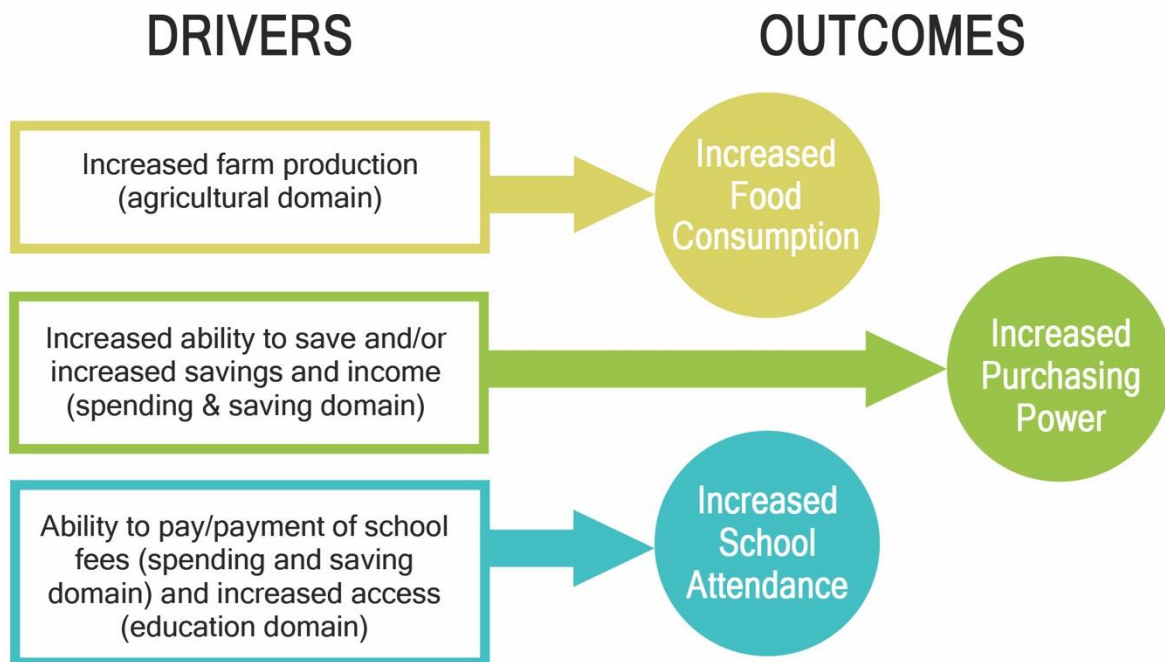 DRIVERS
OUTCOMES
Increased farm production
(agricultural domain)
Increased
Food
Consumption
Increased ability to save and/or
increased savings and income
(spending & saving domain)
Increased
Purchasing
Power
Ability to pay/payment of school
fees (spending and saving
domain) and increased access
(education domain)
Increased
School
Attendance